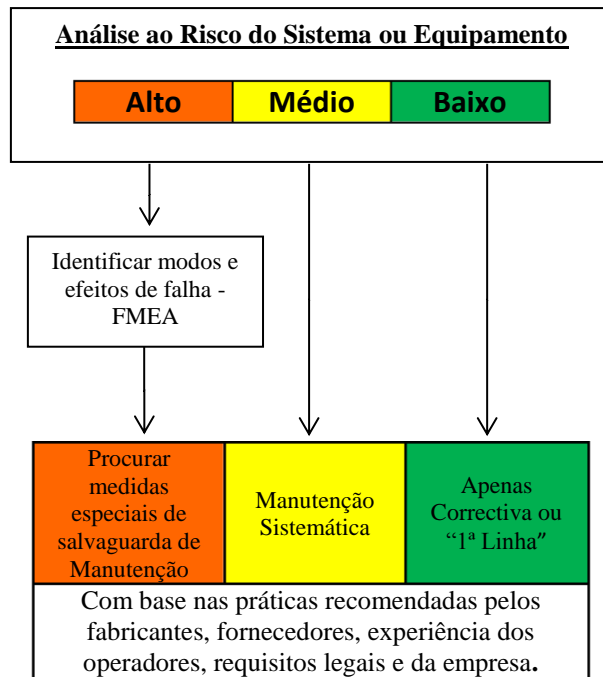 Análise ao Risco do Sistema ou Equipamento
Alto Médio Baixo
Identificar modos e
efeitos de falha -
FMEA
Procurar
medidas
especiais de
salvaguarda de
Manutenção
Manutenção
Sistemática
Apenas
Correctiva ou
“1ª Linha”
Com base nas práticas recomendadas pelos
fabricantes, fornecedores, experiência dos
operadores, requisitos legais e da empresa.